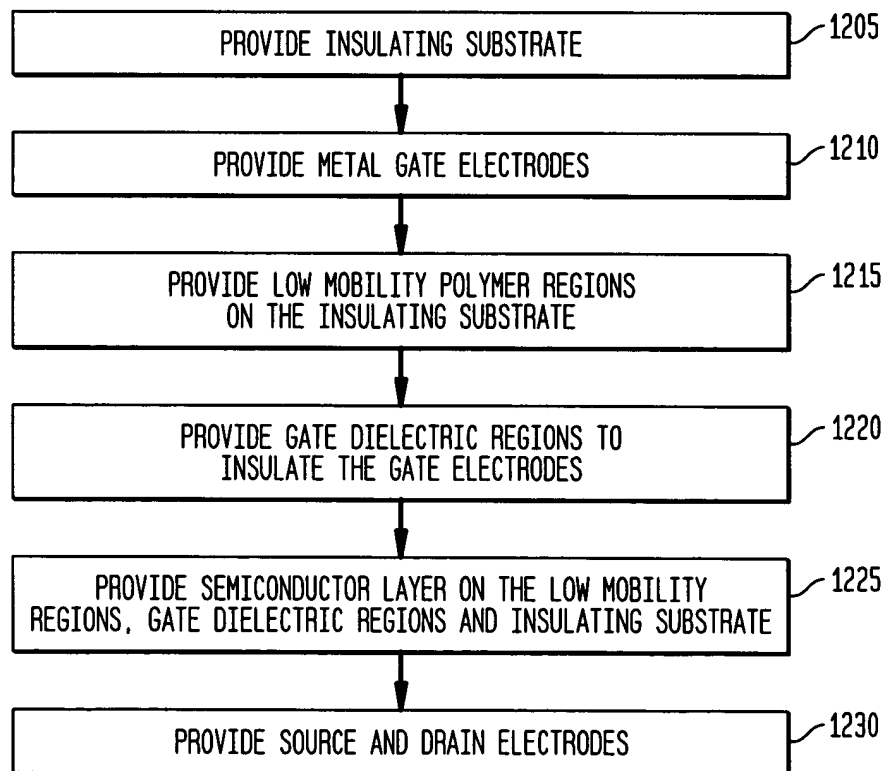 PROVIDE INSULATING SUBSTRATE
1205
PROVIDE METAL GATE ELECTRODES
1210
PROVIDE LOW MOBILITY POLYMER REGIONS
ON THE INSULATING SUBSTRATE
1215
PROVIDE GATE DIELECTRIC REGIONS TO
INSULATE THE GATE ELECTRODES
1220
PROVIDE SEMICONDUCTOR LAYER ON THE LOW MOBILITY
REGIONS, GATE DIELECTRIC REGIONS AND INSULATING SUBSTRATE
1225
PROVIDE SOURCE AND DRAIN ELECTRODES
1230